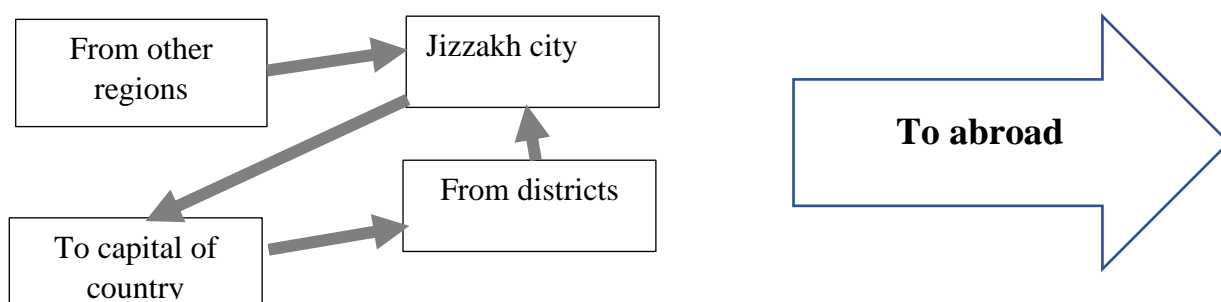 From other
regions
Jizzakh city
To abroad
From districts
To capital of
country